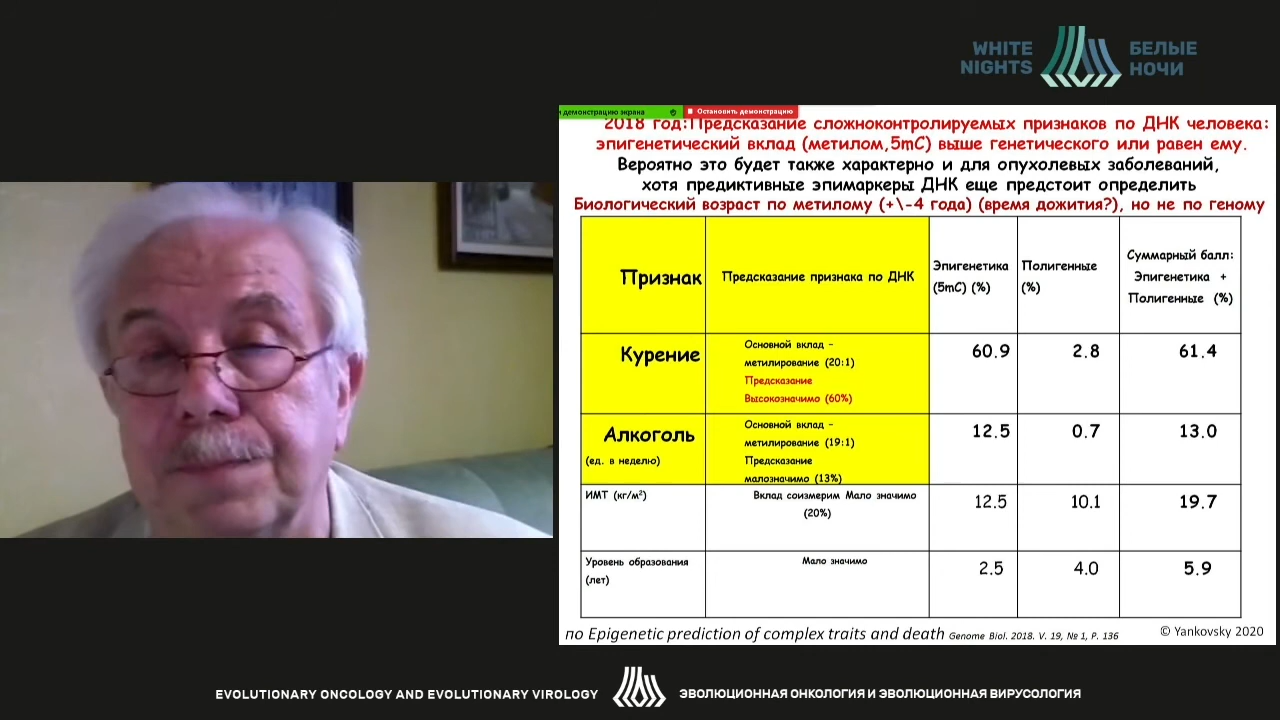 WHITE
NIGHTS
БЕЛЫЕ
НОЧИ
демонстрацию экрана
Остановить демонстрацию
2018 год:Предсказание сложноконтролируемых признаков по ДНК человека:
эпигенетический вклад (метилом,5mC) выше генетического или равен ему.
Вероятно это будет также характерно и для опухолевых заболеваний,
хотя предиктивные эпимаркеры ДНК еще предстоит определить
Биологический возраст по метилому (+\-4 года) (время дожития?), но не по геному
Признак
Предсказание признака по ДНК
Эпигенетика
(5mC) (%)
Полигенные
(%)
Суммарный балл:
Эпигенетика +
Полигенные (%)
Курение
Основной вклад –
метилирование (20:1)
Предсказание
Высокозначимо (60%)
60.9
2.8
61.4
Алкоголь
(ед. в неделю)
Основной вклад –
метилирование (19:1)
Предсказание
малозначимо (13%)
12.5
0.7
13.0
ИМТ (кг/м²)
Вклад соизмерим Мало значимо
(20%)
12.5
10.1
19.7
Уровень образования
(лет)
Мало значимо
2.5
4.0
5.9
по Epigenetic prediction of complex traits and death Genome Biol. 2018. V. 19, № 1, P. 136
© Yankovsky 2020
EVOLUTIONARY ONCOLOGY AND EVOLUTIONARY VIROLOGY
ЭВОЛЮЦИОННАЯ ОНКОЛОГИЯ И ЭВОЛЮЦИОННАЯ ВИРУСОЛОГИЯ